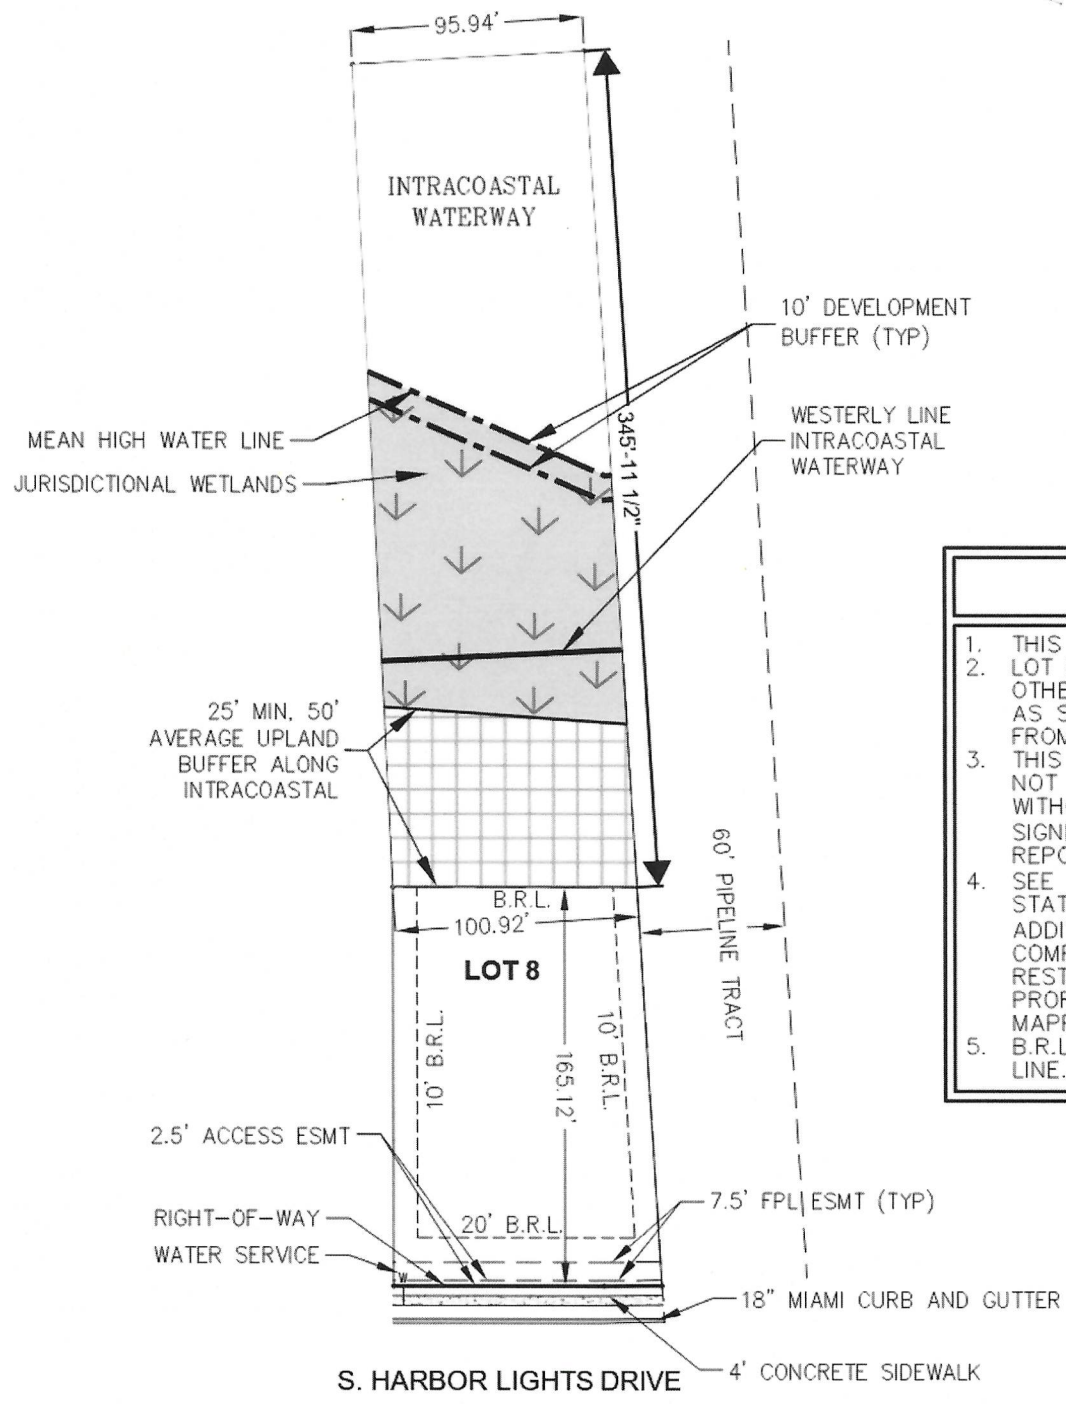 95.94'
INTRACOASTAL
WATERWAY
10' DEVELOPMENT
BUFFER (TYP)
345'-11 1/2"
MEAN HIGH WATER LINE
JURISDICTIONAL WETLANDS
WESTERLY LINE
INTRACOASTAL
WATERWAY
25' MIN, 50'
AVERAGE UPLAND
BUFFER ALONG
INTRACOASTAL
1. THIS
2. LOT
OTHE
AS S
FROM
3. THIS
NOT
WITH
SIGN
REPO
4. SEE
STAT
ADDI
COMP
REST
PROP
MAPP
5. B.R.L
LINE.
B.R.L.
100.92'
LOT 8
60' PIPELINE TRACT
10' B.R.L.
165.12'
10' B.R.L.
2.5' ACCESS ESMT
20' B.R.L.
7.5' FPL ESMT (TYP)
RIGHT-OF-WAY
WATER SERVICE
W
18" MIAMI CURB AND GUTTER
4' CONCRETE SIDEWALK
S. HARBOR LIGHTS DRIVE